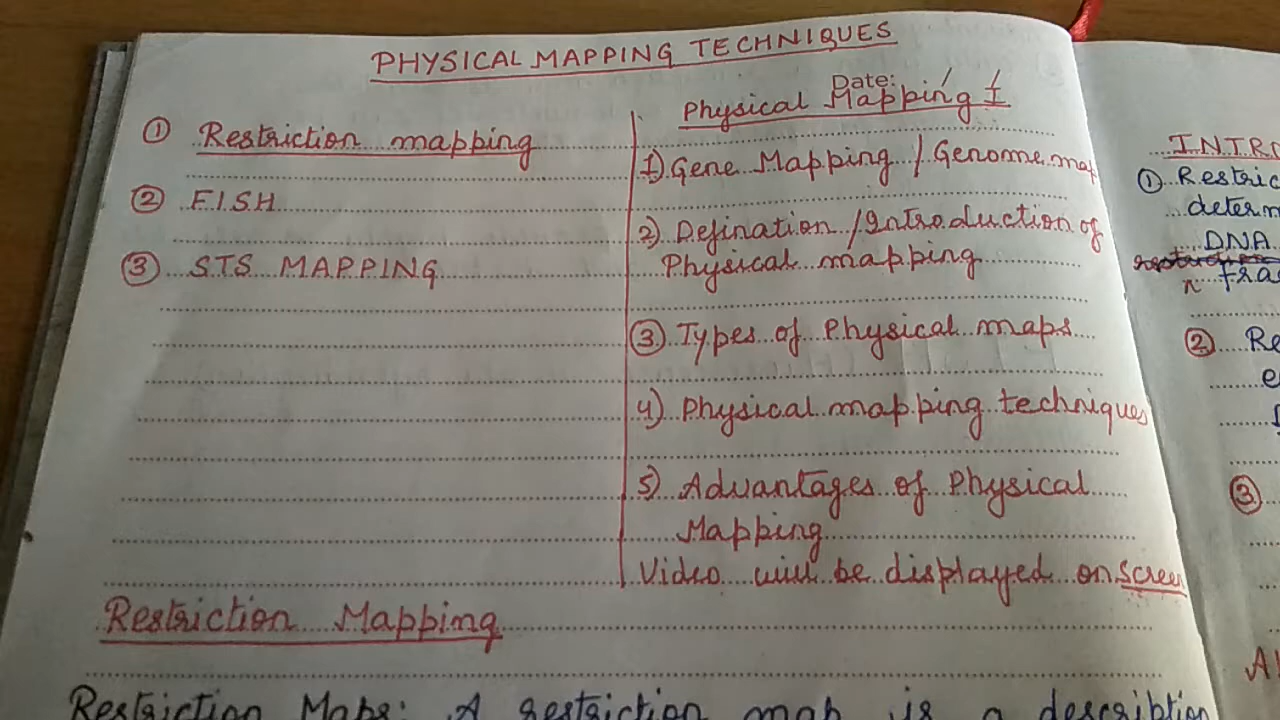 PHYSICAL MAPPING TECHNIQUES
Date: / /
① Restriction mapping
② FISH
③ STS MAPPING
Physical Mapping I
1) Gene Mapping / Genome map
2) Defination / Introduction of
Physical mapping
③ Types of Physical maps
4) Physical mapping techniques
5) Advantages of Physical
Mapping
Video will be displayed on Screen
Restriction Mapping
Restriction Maps: A restriction map is a description
INTRO
① Restric
determ
DNA
fra
② Re
③